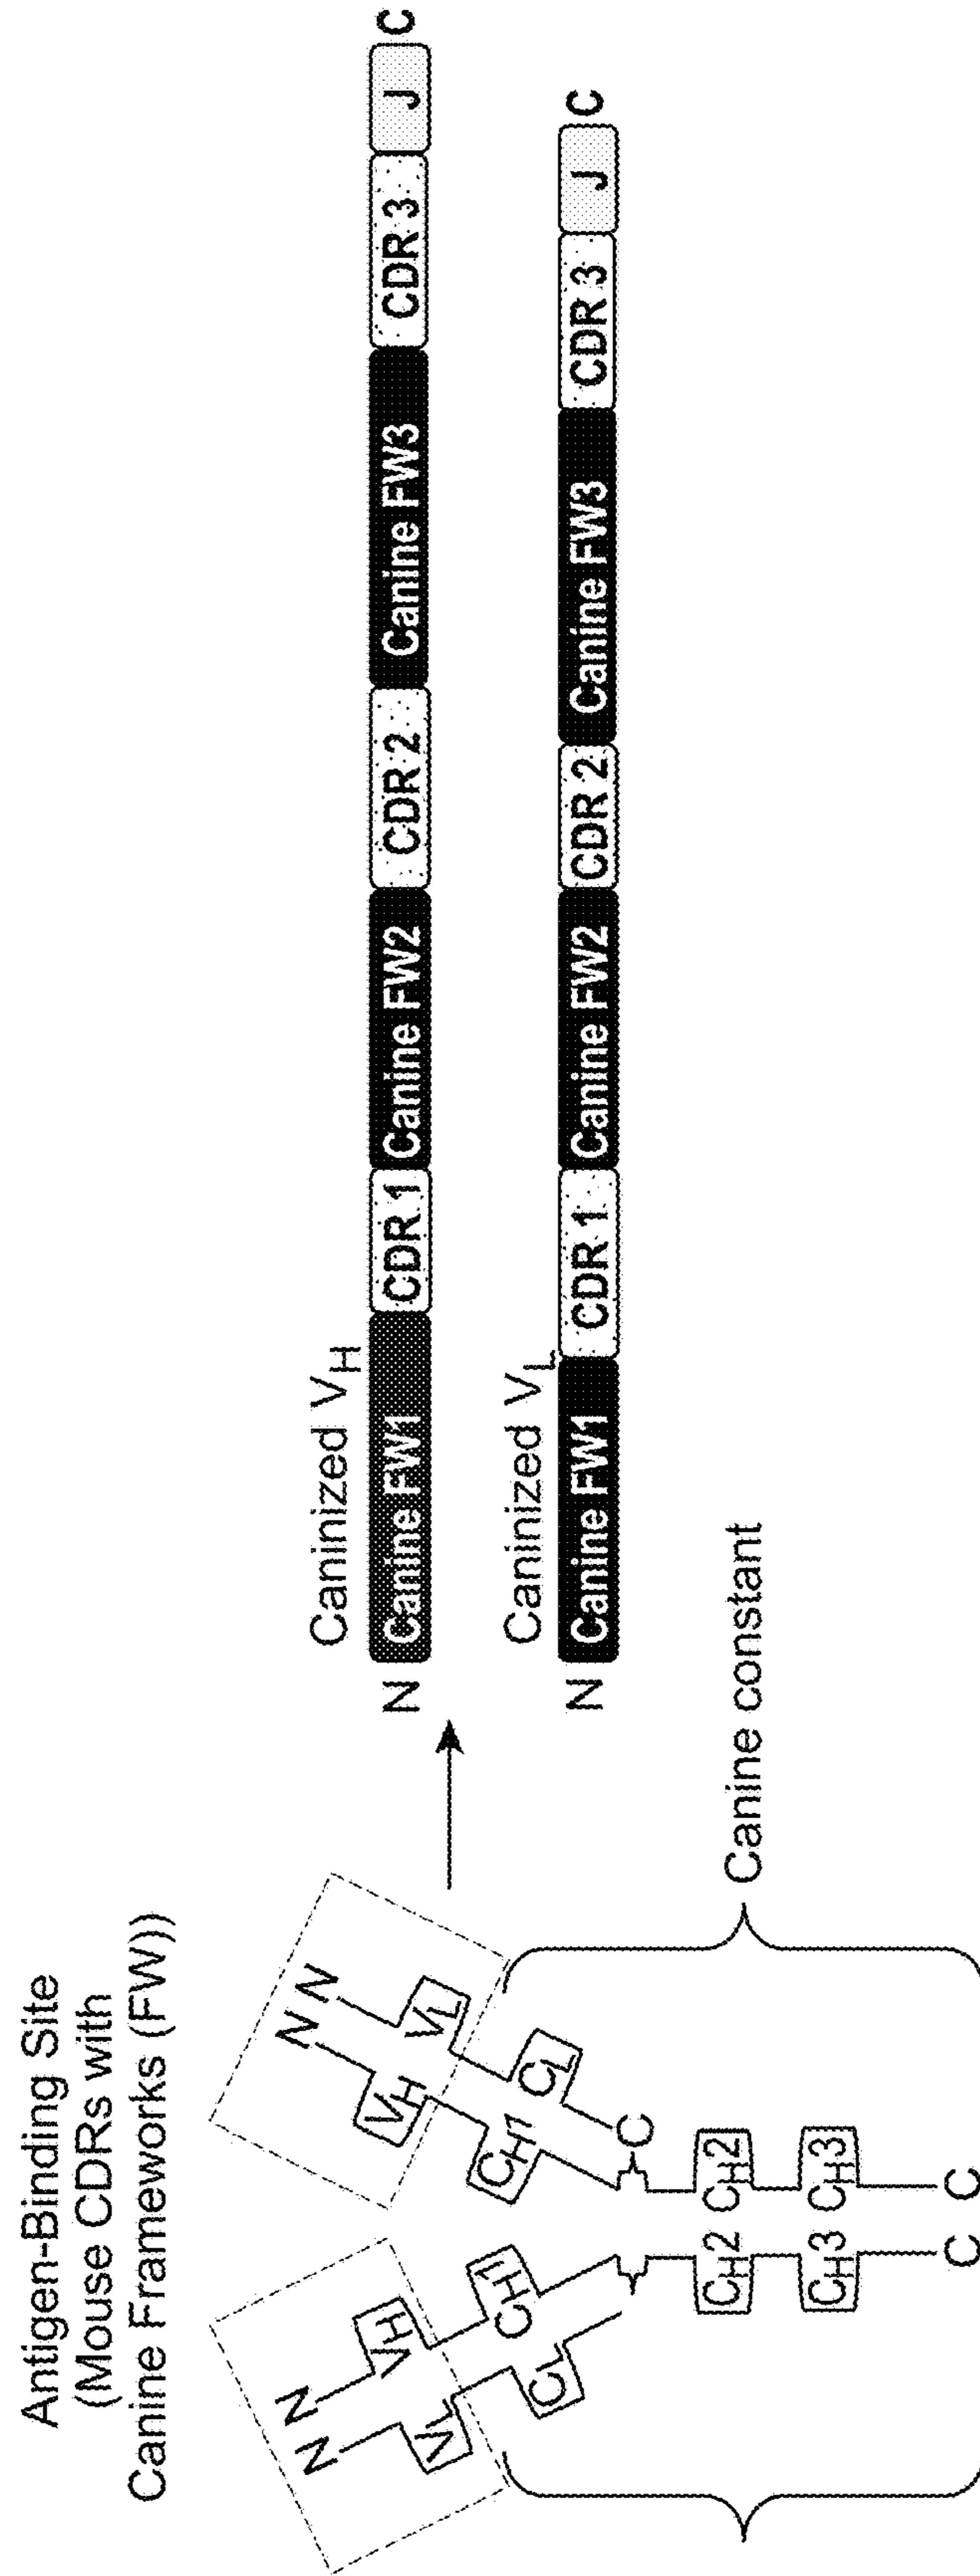 Antigen-Binding Site
(Mouse CDRs with
Canine Frameworks (FW))
N N N N
VL VH VH VL
CL CH1 CH1 CL
C
CH2 CH2
CH3 CH3
C C
Canine constant
Caninized VH
N Canine FW1 CDR 1 Canine FW2 CDR 2 Canine FW3 CDR 3 J C
Caninized VL
N Canine FW1 CDR 1 Canine FW2 CDR 2 Canine FW3 CDR 3 J C